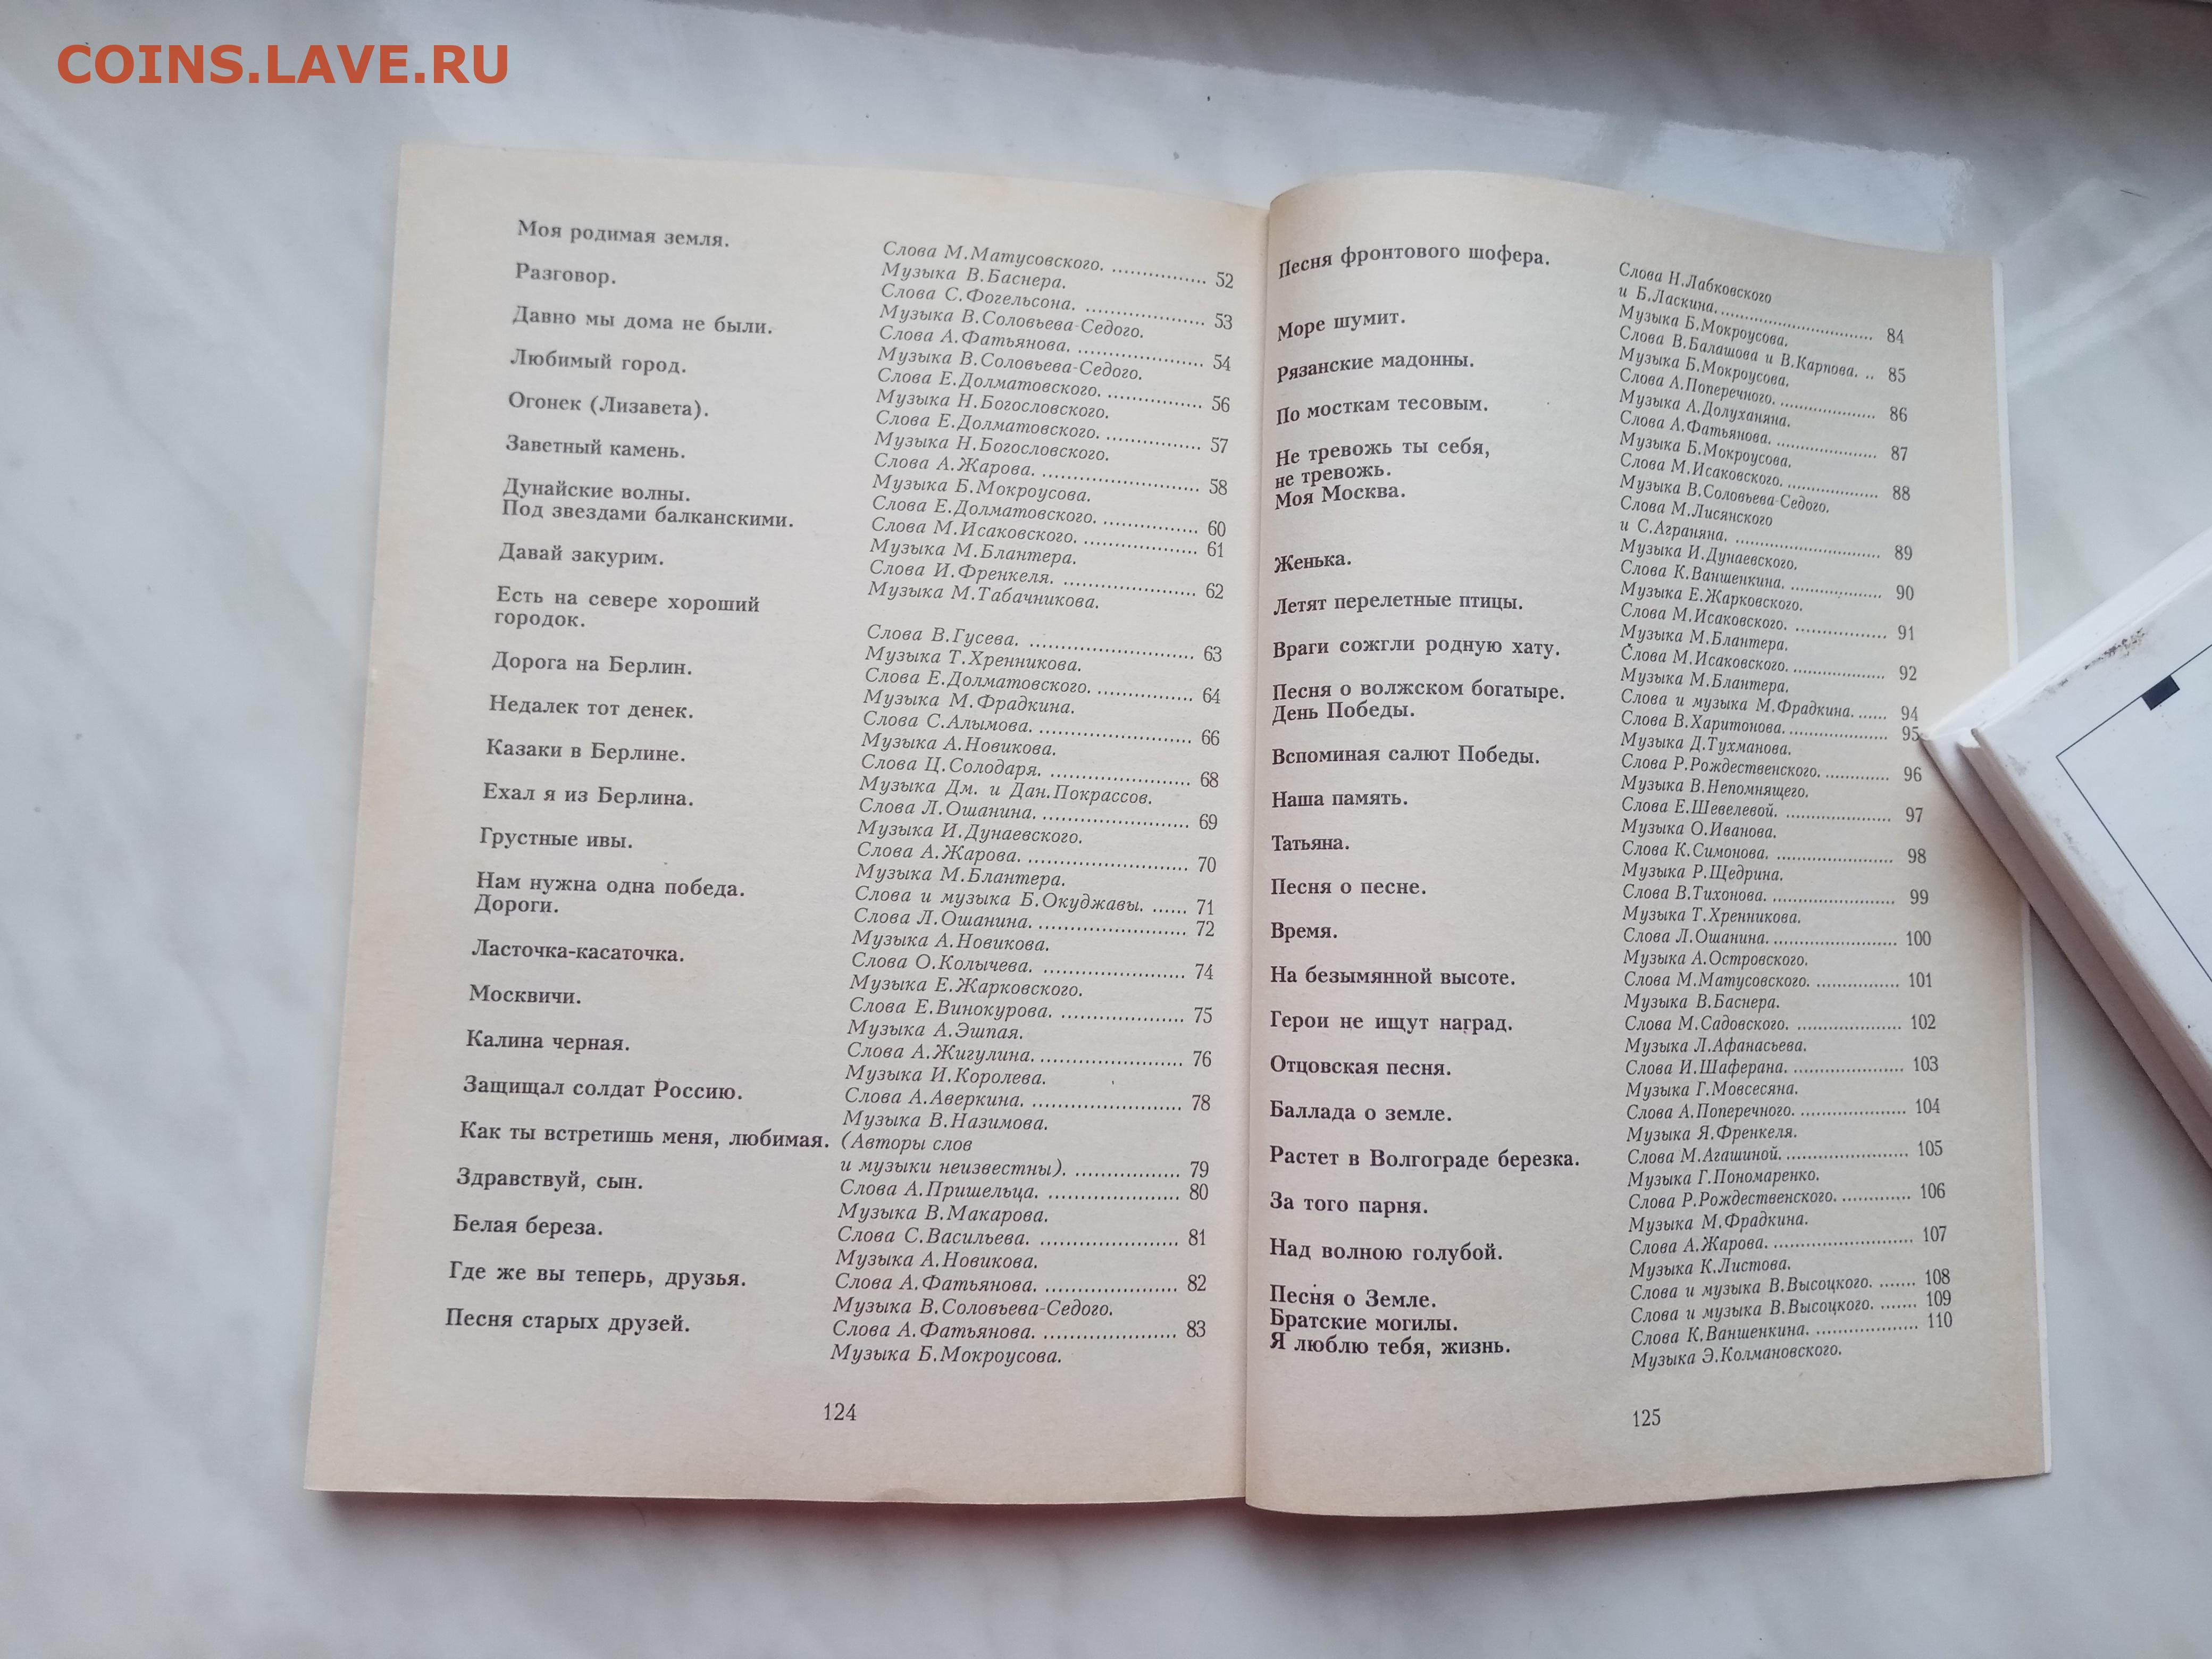 COINS.LAVE.RU
Моя родимая земля.
Слова М.Матусовского. ............... 52
Музыка В.Баснера.
Разговор.
Слова С.Фогельсона. ................... 53
Музыка В.Соловьева-Седого.
Давно мы дома не были.
Слова А.Фатьянова. .................... 54
Музыка В.Соловьева-Седого.
Любимый город.
Слова Е.Долматовского. ............... 56
Музыка Н.Богословского.
Огонек (Лизавета).
Слова Е.Долматовского. ............... 57
Музыка Н.Богословского.
Заветный камень.
Слова А.Жарова. ......................... 58
Музыка Б.Мокроусова.
Дунайские волны.
Слова Е.Долматовского. ............... 60
Под звездами балканскими.
Слова М.Исаковского. .................. 61
Музыка М.Блантера.
Давай закурим.
Слова И.Френкеля. ..................... 62
Музыка М.Табачникова.
Есть на севере хороший
городок.
Слова В.Гусева. .......................... 63
Музыка Т.Хренникова.
Дорога на Берлин.
Слова Е.Долматовского. ............... 64
Музыка М.Фрадкина.
Недалек тот денек.
Слова С.Алымова. ........................ 66
Музыка А.Новикова.
Казаки в Берлине.
Слова Ц.Солодаря. ...................... 68
Музыка Дм. и Дан.Покрассов.
Ехал я из Берлина.
Слова Л.Ошанина. ........................ 69
Музыка И.Дунаевского.
Грустные ивы.
Слова А.Жарова. ......................... 70
Музыка М.Блантера.
Нам нужна одна победа.
Слова и музыка Б.Окуджавы. ...... 71
Дороги.
Слова Л.Ошанина. ........................ 72
Музыка А.Новикова.
Ласточка-касаточка.
Слова О.Колычева. ...................... 74
Музыка Е.Жарковского.
Москвичи.
Слова Е.Винокурова. .................... 75
Музыка А.Эшпая.
Калина черная.
Слова А.Жигулина. ....................... 76
Музыка И.Королева.
Защищал солдат Россию.
Слова А.Аверкина. ....................... 78
Музыка В.Назимова.
Как ты встретишь меня, любимая. (Авторы слов
и музыки неизвестны). ................ 79
Здравствуй, сын.
Слова А.Пришельца. .................... 80
Музыка В.Макарова.
Белая береза.
Слова С.Васильева. ..................... 81
Музыка А.Новикова.
Где же вы теперь, друзья.
Слова А.Фатьянова. ..................... 82
Музыка В.Соловьева-Седого.
Песня старых друзей.
Слова А.Фатьянова. ..................... 83
Музыка Б.Мокроусова.
124
Песня фронтового шофера.
Слова Н.Лабковского
и Б.Ласкина. .......................... 84
Музыка Б.Мокроусова.
Море шумит.
Слова В.Балашова и В.Карпова. .. 85
Музыка Б.Мокроусова.
Рязанские мадонны.
Слова А.Поперечного. ................ 86
Музыка А.Долуханяна.
По мосткам тесовым.
Слова А.Фатьянова. ................. 87
Музыка Б.Мокроусова.
Не тревожь ты себя,
не тревожь.
Слова М.Исаковского. ............... 88
Музыка В.Соловьева-Седого.
Моя Москва.
Слова М.Лисянского
и С.Аграняна. ......................... 89
Музыка И.Дунаевского.
Женька.
Слова К.Ваншенкина. ............... 90
Музыка Е.Жарковского.
Летят перелетные птицы.
Слова М.Исаковского. ............... 91
Музыка М.Блантера.
Враги сожгли родную хату.
Слова М.Исаковского. ............... 92
Музыка М.Блантера.
Песня о волжском богатыре.
Слова и музыка М.Фрадкина. ...... 94
День Победы.
Слова В.Харитонова. ................. 95
Музыка Д.Тухманова.
Вспоминая салют Победы.
Слова Р.Рождественского. ............ 96
Музыка В.Непомнящего.
Наша память.
Слова Е.Шевелевой. ................... 97
Музыка О.Иванова.
Татьяна.
Слова К.Симонова. ..................... 98
Музыка Р.Щедрина.
Песня о песне.
Слова В.Тихонова. ...................... 99
Музыка Т.Хренникова.
Время.
Слова Л.Ошанина. ....................... 100
Музыка А.Островского.
На безымянной высоте.
Слова М.Матусовского. ............... 101
Музыка В.Баснера.
Герои не ищут наград.
Слова М.Садовского. ................... 102
Музыка Л.Афанасьева.
Отцовская песня.
Слова И.Шаферана. .................... 103
Музыка Г.Мовсесяна.
Баллада о земле.
Слова А.Поперечного. ................... 104
Музыка Я.Френкеля.
Растет в Волгограде березка.
Слова М.Агашиной. ...................... 105
Музыка Г.Пономаренко.
За того парня.
Слова Р.Рождественского. ............. 106
Музыка М.Фрадкина.
Над волною голубой.
Слова А.Жарова. ......................... 107
Музыка К.Листова.
Песня о Земле.
Слова и музыка В.Высоцкого. ....... 108
Братские могилы.
Слова и музыка В.Высоцкого. ....... 109
Я люблю тебя, жизнь.
Слова К.Ваншенкина. ................... 110
Музыка Э.Колмановского.
125